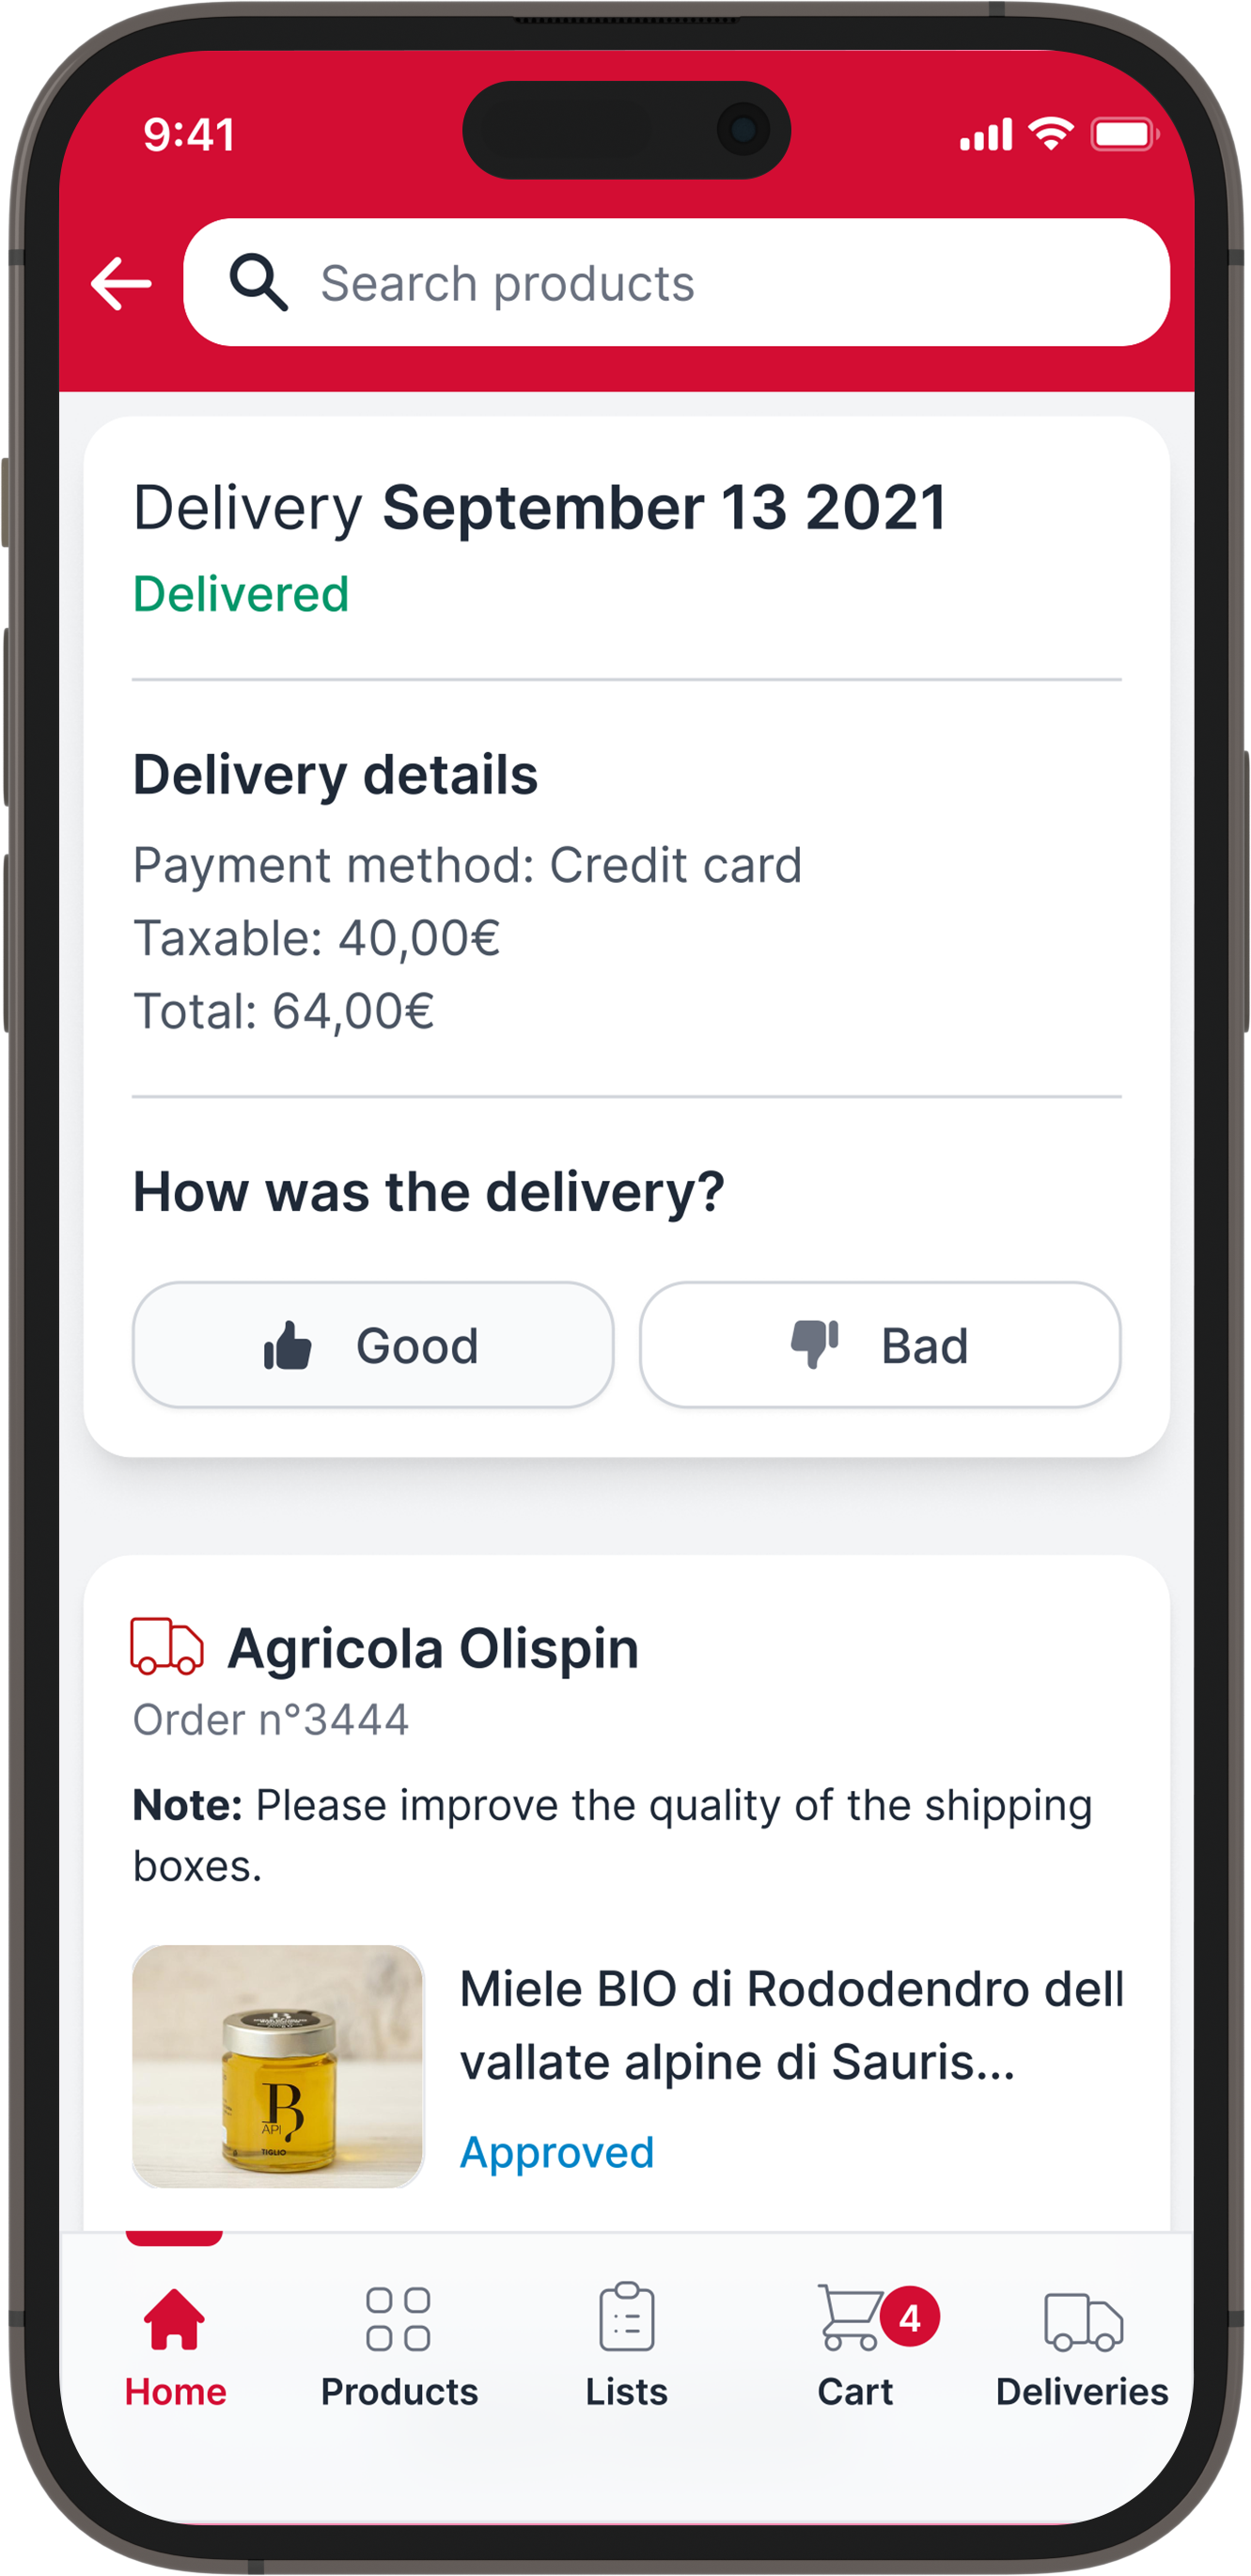 9:41
Search products
Delivery September 13 2021
Delivered
Delivery details
Payment method: Credit card
Taxable: 40,00€
Total: 64,00€
How was the delivery?
Good
Bad
Agricola Olispin
Order n°3444
Note: Please improve the quality of the shipping
boxes.
Miele BIO di Rododendro dell
vallate alpine di Sauris...
Approved
B
API
TIGLIO
4
Home
Products
Lists
Cart
Deliveries